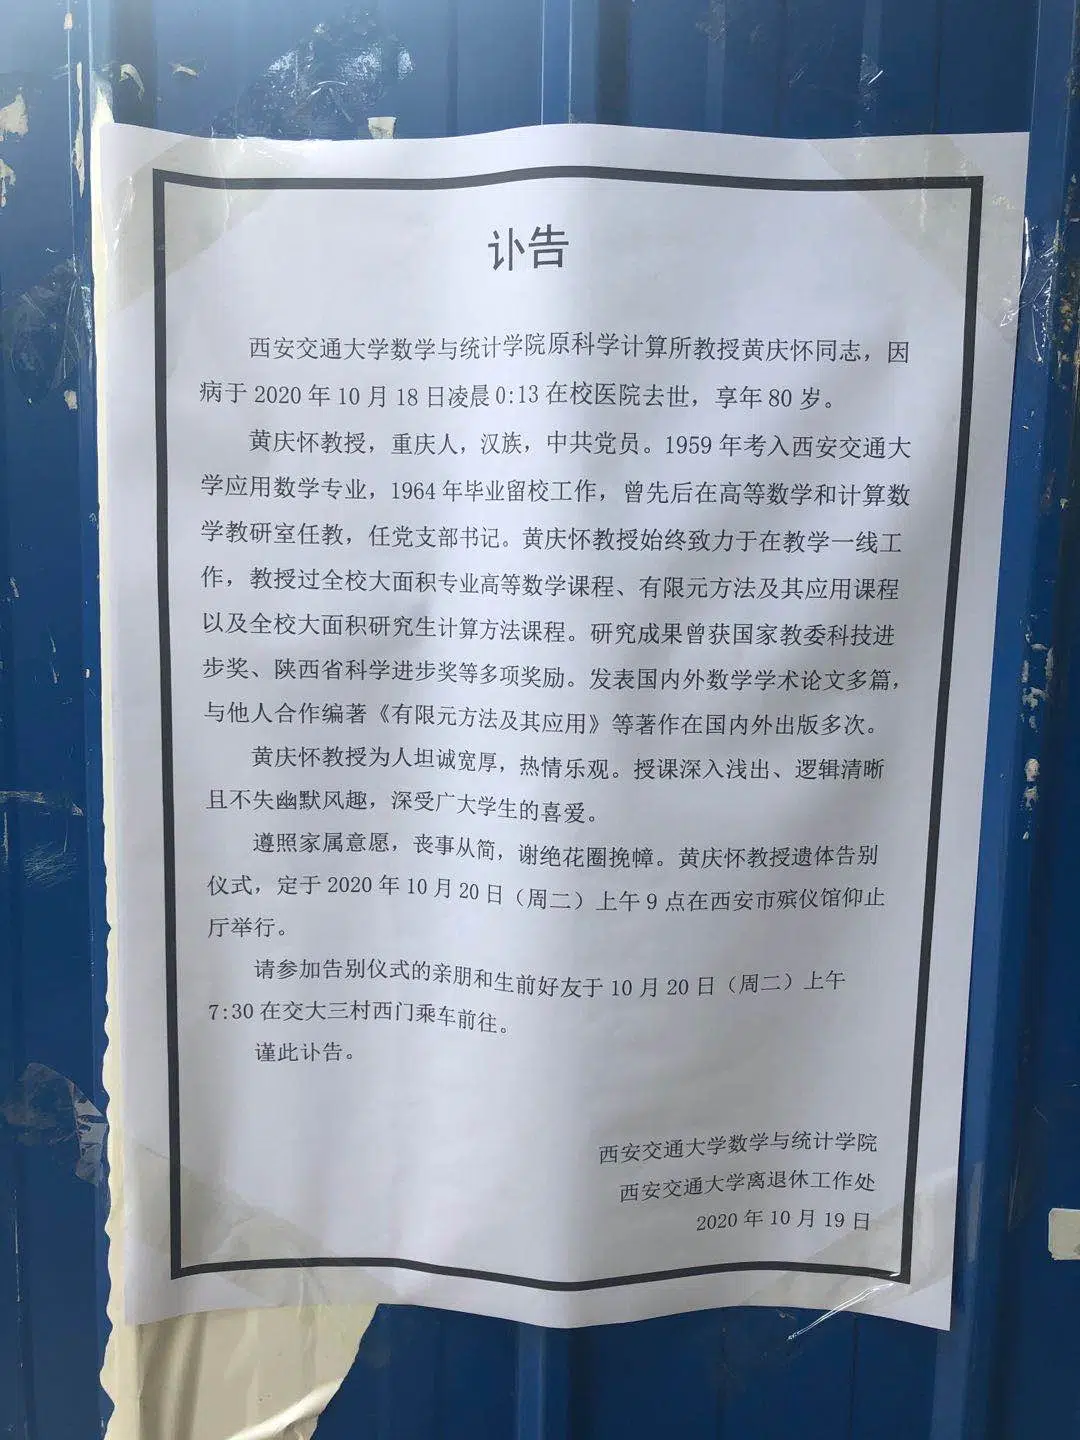 讣告
西安交通大学数学与统计学院原科学计算所教授黄庆怀同志，因
病于 2020 年 10 月 18 日凌晨 0:13 在校医院去世，享年 80 岁。
黄庆怀教授，重庆人，汉族，中共党员。1959 年考入西安交通大
学应用数学专业，1964 年毕业留校工作，曾先后在高等数学和计算数
学教研室任教，任党支部书记。黄庆怀教授始终致力于在教学一线工
作，教授过全校大面积专业高等数学课程、有限元方法及其应用课程
以及全校大面积研究生计算方法课程。研究成果曾获国家教委科技进
步奖、陕西省科学进步奖等多项奖励。发表国内外数学学术论文多篇，
与他人合作编著《有限元方法及其应用》等著作在国内外出版多次。
黄庆怀教授为人坦诚宽厚，热情乐观。授课深入浅出、逻辑清晰
且不失幽默风趣，深受广大学生的喜爱。
遵照家属意愿，丧事从简，谢绝花圈挽幛。黄庆怀教授遗体告别
仪式，定于 2020 年 10 月 20 日（周二）上午 9 点在西安市殡仪馆仰止
厅举行。
请参加告别仪式的亲朋和生前好友于 10 月 20 日（周二）上午
7:30 在交大三村西门乘车前往。
谨此讣告。
西安交通大学数学与统计学院
西安交通大学离退休工作处
2020 年 10 月 19 日